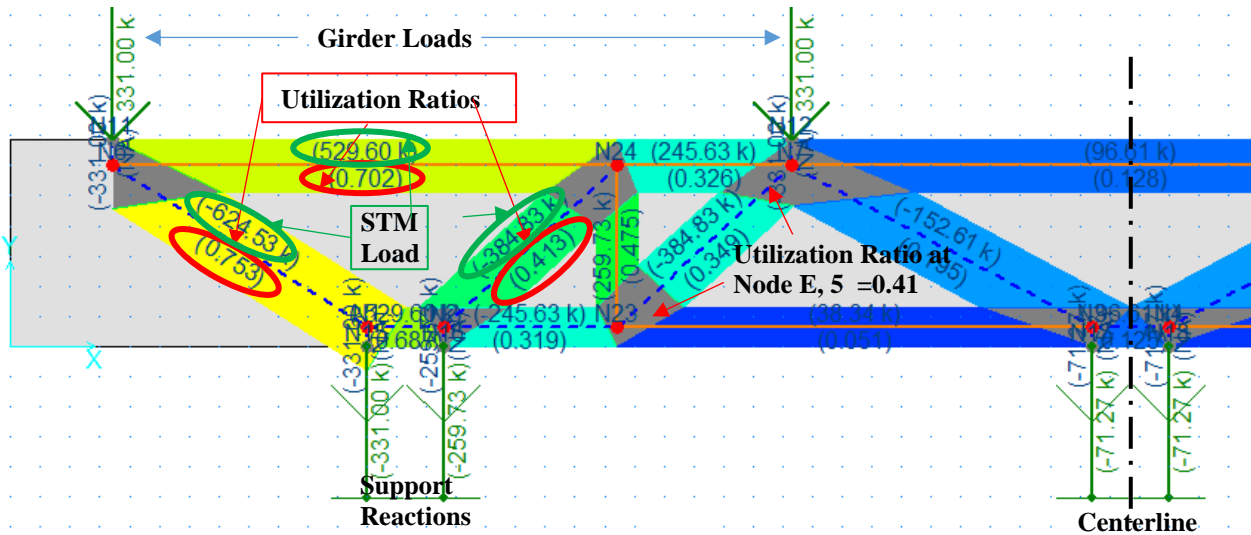 Girder Loads
331.00 k
331.00 k
Utilization Ratios
N24
(529.60 k
(245.63 k)
(96.61 k)
(0.702)
(0.326)
(0.128)
STM
Load
(-624.53 k)
(0.753)
(-384.83 k)
(0.413)
(259.73 k)
(0.475)
(-384.83 k)
(0.349)
(-152.61 k)
Utilization Ratio at
Node E, 5 =0.41
Y
X
(-245.63 k)
N23
(0.319)
(38.34 k)
(0.051)
(-331.00 k)
(-259.73 k)
(-71.27 k)
(-71.27 k)
Support
Reactions
Centerline